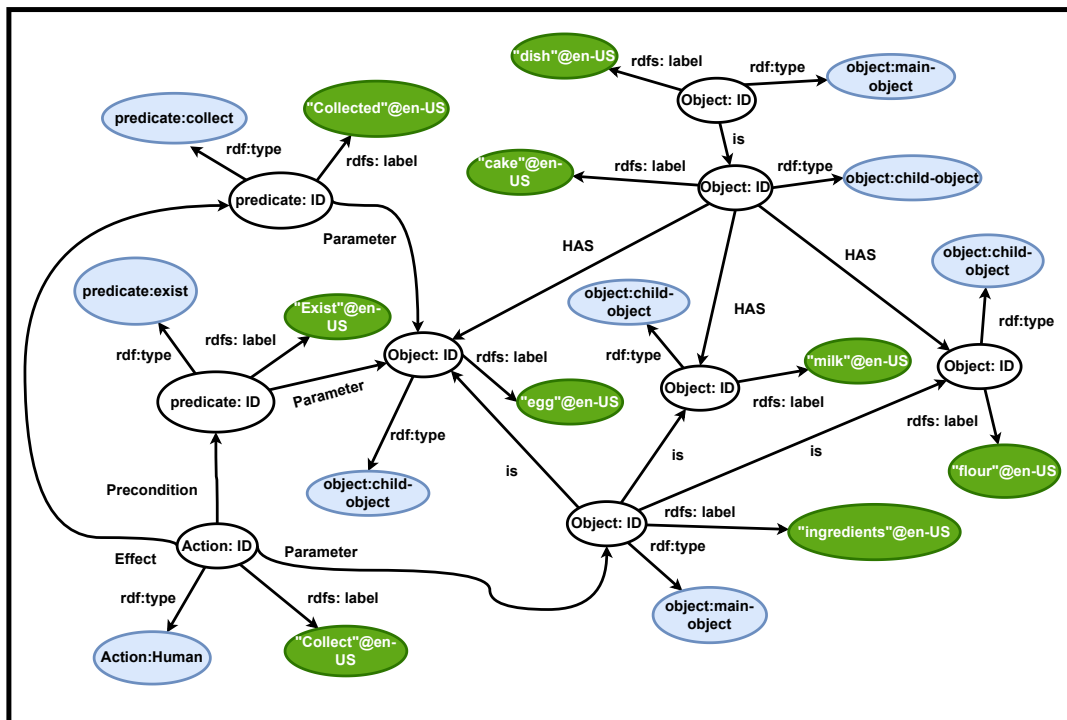 "dish"@en-US
rdfs: label
rdf:type
object:main-
object
Object: ID
is
"Collected"@en-US
predicate:collect
rdf:type
rdfs: label
"cake"@en-
US
rdfs: label
rdf:type
Object: ID
object:child-object
predicate: ID
Parameter
HAS
HAS
HAS
object:child-
object
predicate:exist
"Exist"@en-
US
object:child-
object
rdf:type
rdf:type
rdfs: label
Object: ID
rdfs: label
rdf:type
"milk"@en-US
Object: ID
Object: ID
rdfs: label
predicate: ID
Parameter
"egg"@en-US
rdfs: label
rdf:type
is
is
is
"flour"@en-US
Precondition
object:child-
object
rdfs: label
Object: ID
"ingredients"@en-US
rdf:type
Action: ID
Effect
Parameter
rdf:type
rdfs: label
object:main-
object
Action:Human
"Collect"@en-
US